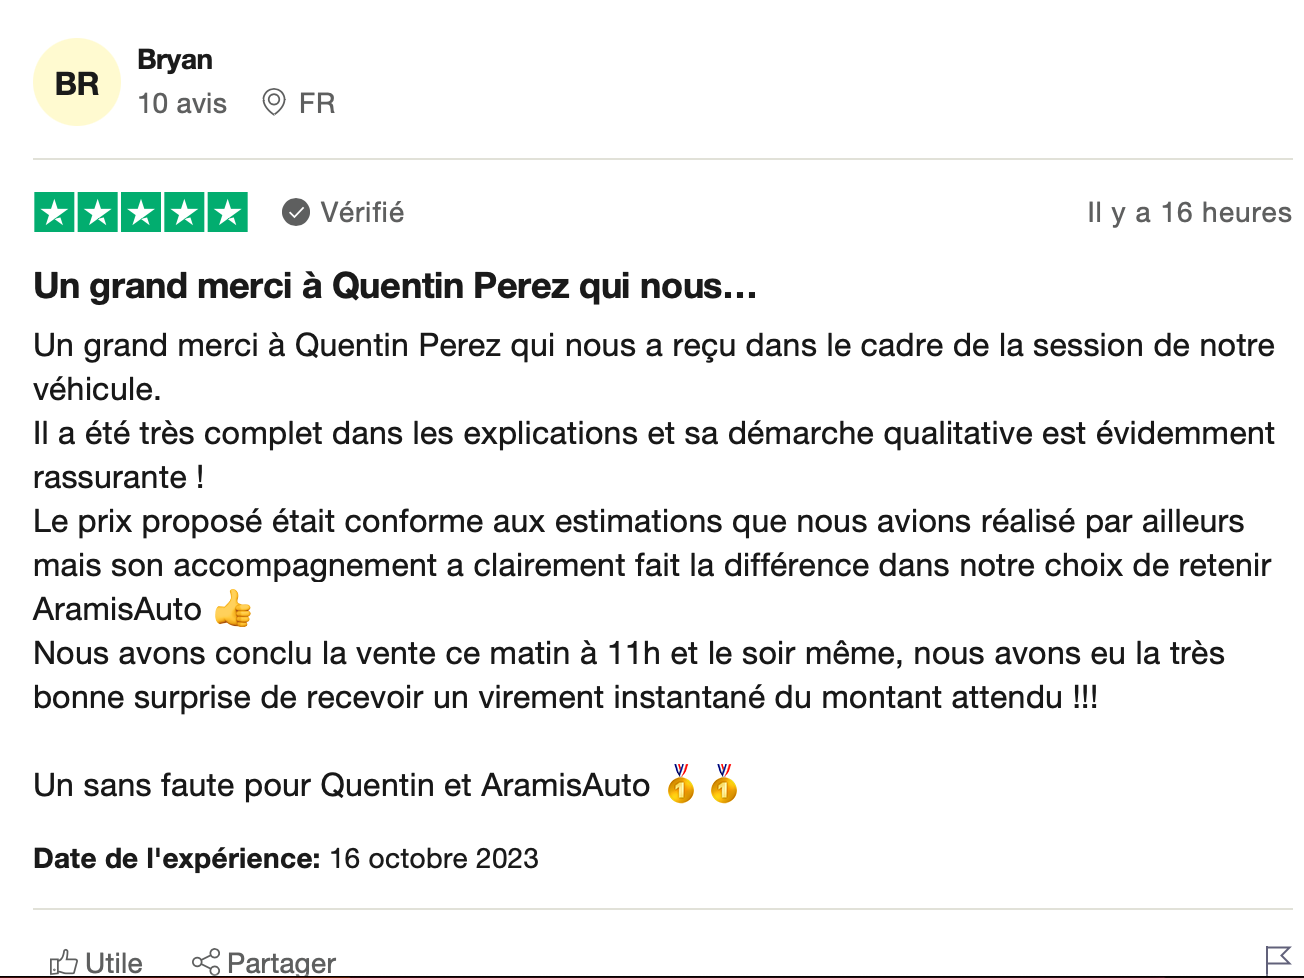 BR
Bryan
10 avis FR
Vérifié
Il y a 16 heures
Un grand merci à Quentin Perez qui nous…
Un grand merci à Quentin Perez qui nous a reçu dans le cadre de la session de notre
véhicule.
Il a été très complet dans les explications et sa démarche qualitative est évidemment
rassurante !
Le prix proposé était conforme aux estimations que nous avions réalisé par ailleurs
mais son accompagnement a clairement fait la différence dans notre choix de retenir
AramisAuto 👍
Nous avons conclu la vente ce matin à 11h et le soir même, nous avons eu la très
bonne surprise de recevoir un virement instantané du montant attendu !!!
Un sans faute pour Quentin et AramisAuto 🥇🥇
Date de l'expérience: 16 octobre 2023
Utile Partager